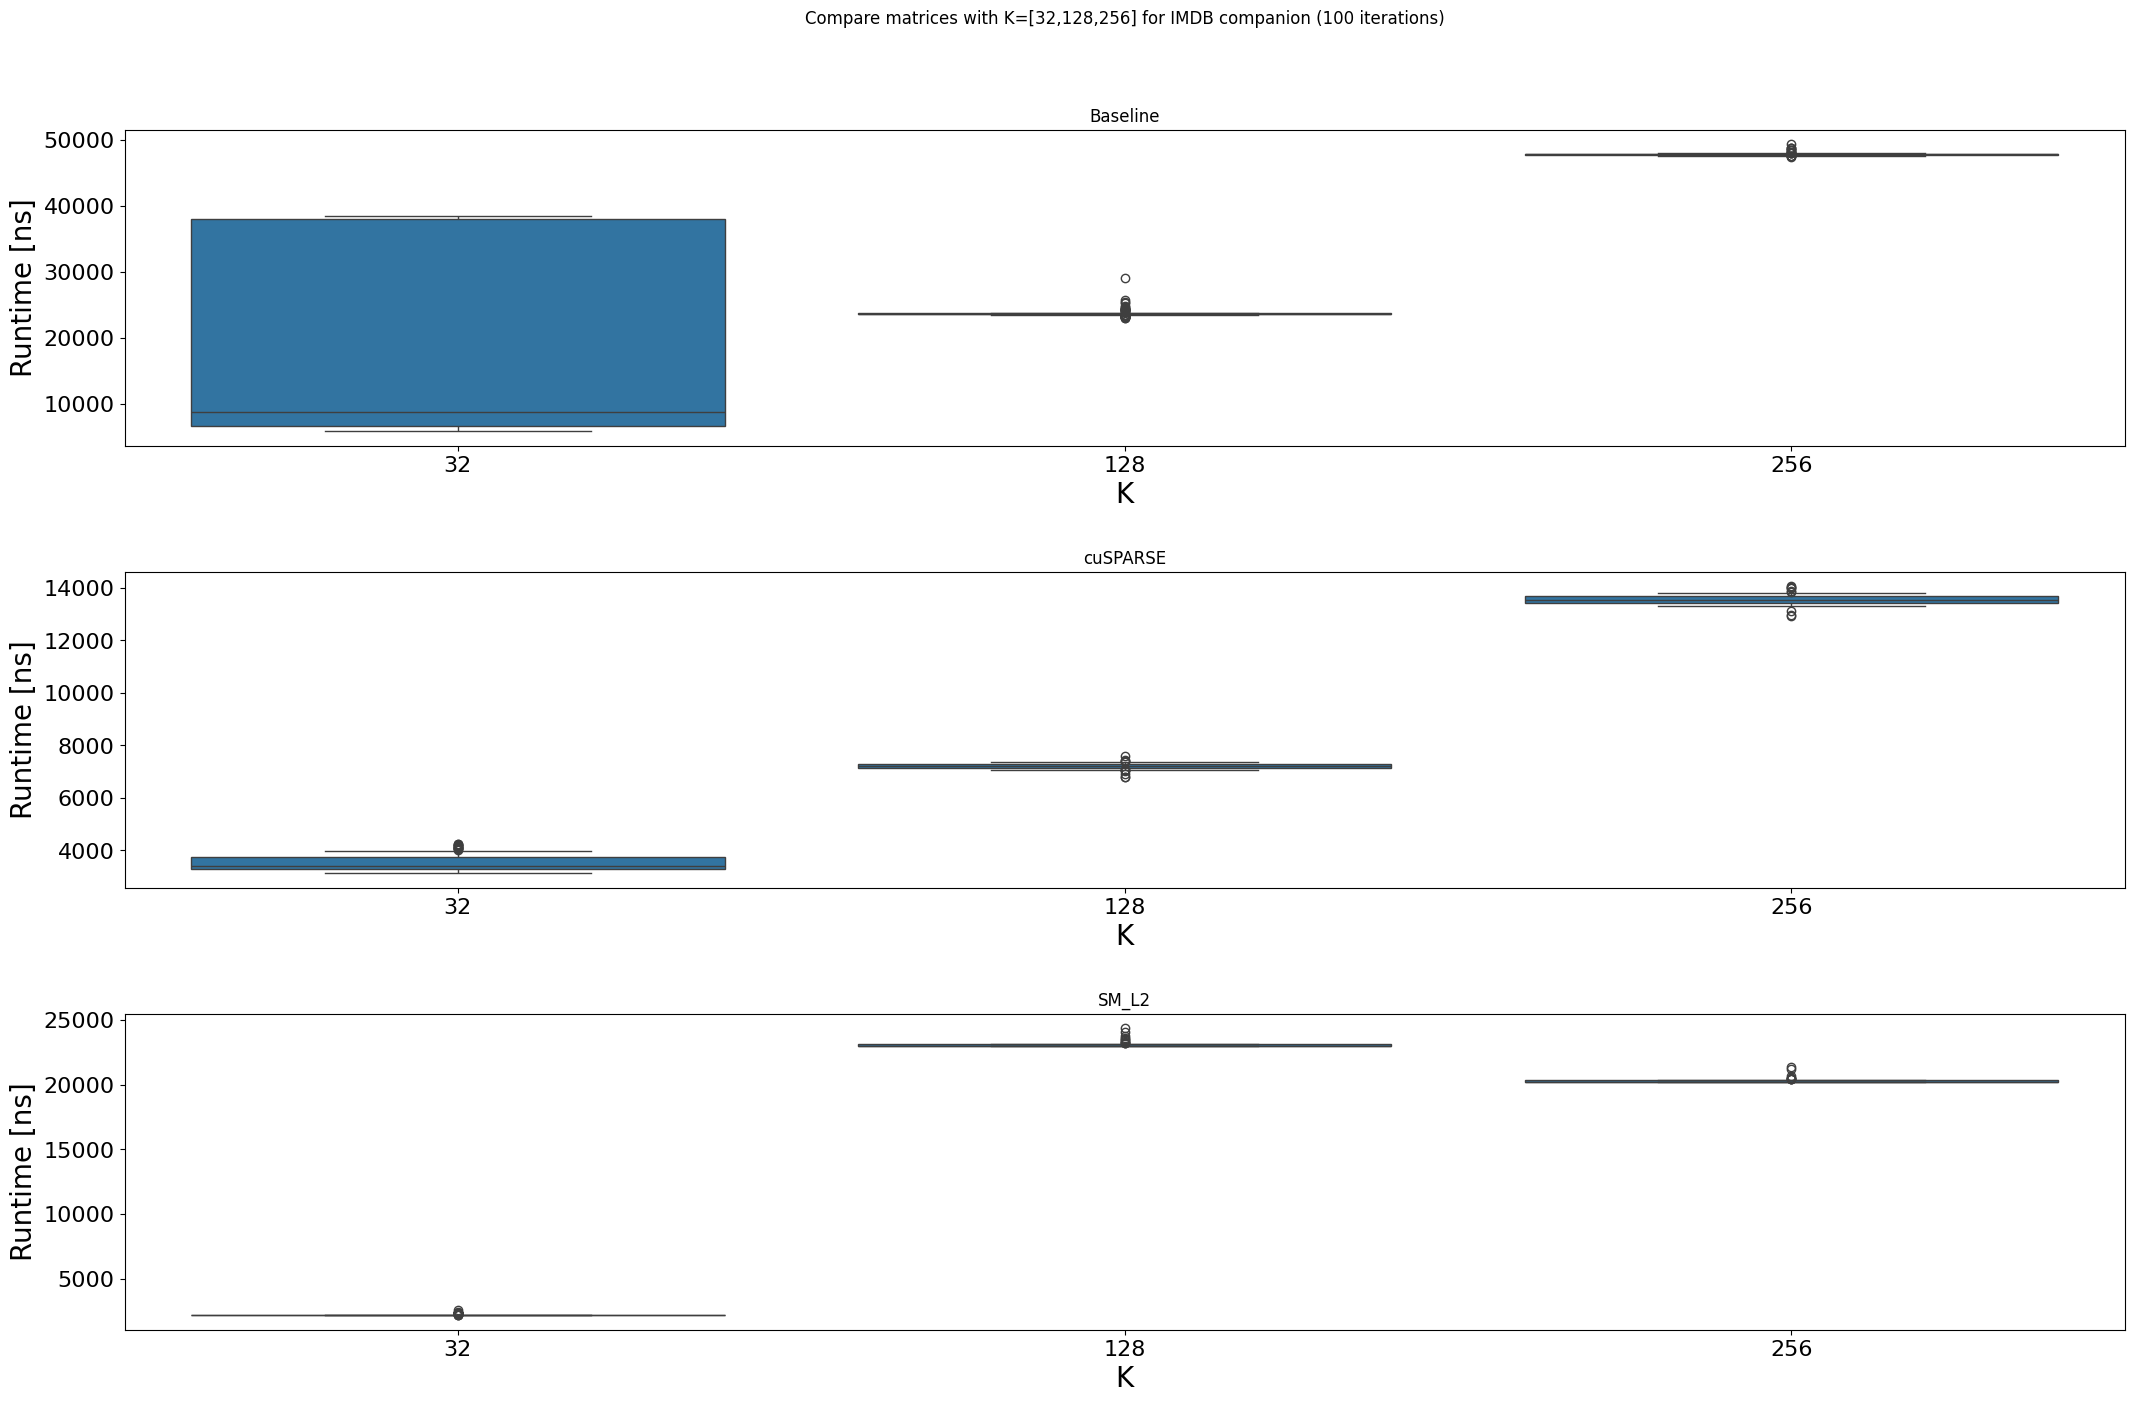 Compare matrices with K=[32,128,256] for IMDB companion (100 iterations)
Baseline
Runtime [ns]
50000
40000
30000
20000
10000
32 128 256
K
cuSPARSE
Runtime [ns]
14000
12000
10000
8000
6000
4000
32 128 256
K
SM_L2
Runtime [ns]
25000
20000
15000
10000
5000
32 128 256
K